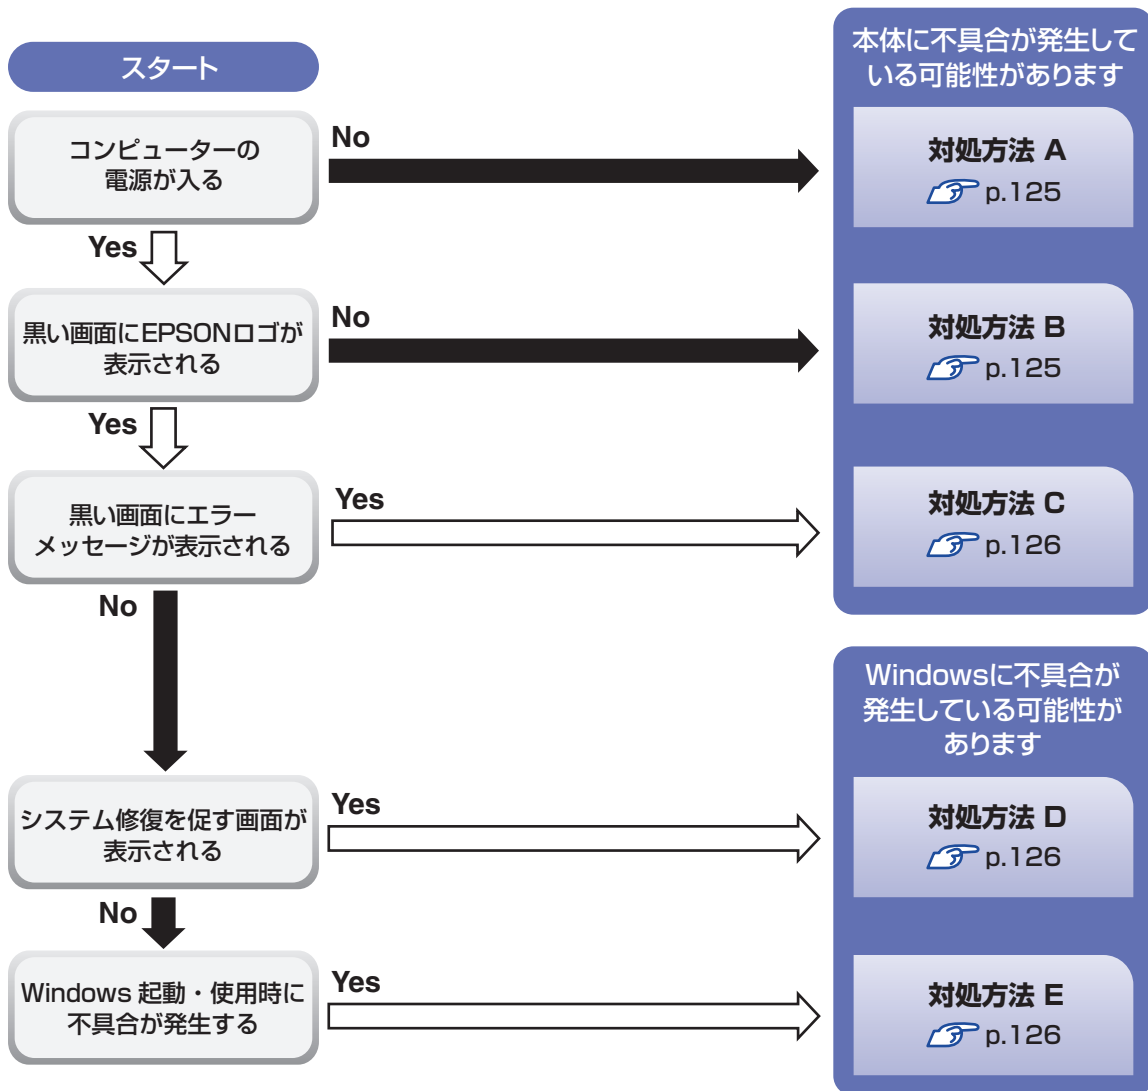 スタート
コンピューターの
電源が入る
No
Yes
黒い画面にEPSONロゴが
表示される
No
Yes
黒い画面にエラー
メッセージが表示される
Yes
No
システム修復を促す画面が
表示される
Yes
No
Windows 起動・使用時に
不具合が発生する
Yes
本体に不具合が発生して
いる可能性があります
対処方法 A
p.125
対処方法 B
p.125
対処方法 C
p.126
Windowsに不具合が
発生している可能性が
あります
対処方法 D
p.126
対処方法 E
p.126